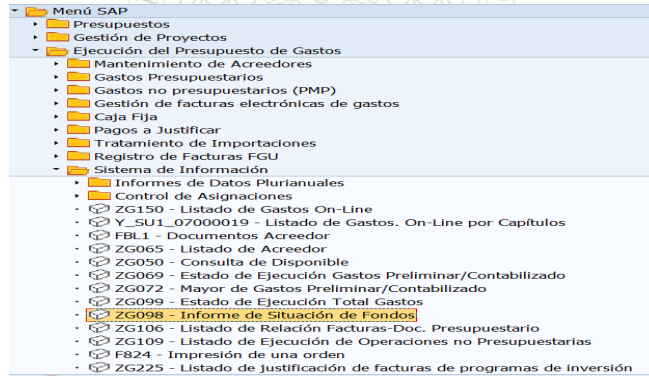 Menú SAP
Presupuestos
Gestión de Proyectos
Ejecución del Presupuesto de Gastos
Mantenimiento de Acreedores
Gastos Presupuestarios
Gastos no presupuestarios (PMP)
Gestión de facturas electrónicas de gastos
Caja Fija
Pagos a Justificar
Tratamiento de Importaciones
Registro de Facturas FGU
Sistema de Información
Informes de Datos Plurianuales
Control de Asignaciones
ZG150 - Listado de Gastos On-Line
Y_SU1_07000019 - Listado de Gastos. On-Line por Capítulos
FBL1 - Documentos Acreedor
ZG065 - Listado de Acreedor
ZG050 - Consulta de Disponible
ZG069 - Estado de Ejecución Gastos Preliminar/Contabilizado
ZG072 - Mayor de Gastos Preliminar/Contabilizado
ZG099 - Estado de Ejecución Total Gastos
ZG098 - Informe de Situación de Fondos
ZG106 - Listado de Relación Facturas-Doc. Presupuestario
ZG109 - Listado de Ejecución de Operaciones no Presupuestarias
F824 - Impresión de una orden
ZG225 - Listado de justificación de facturas de programas de inversión